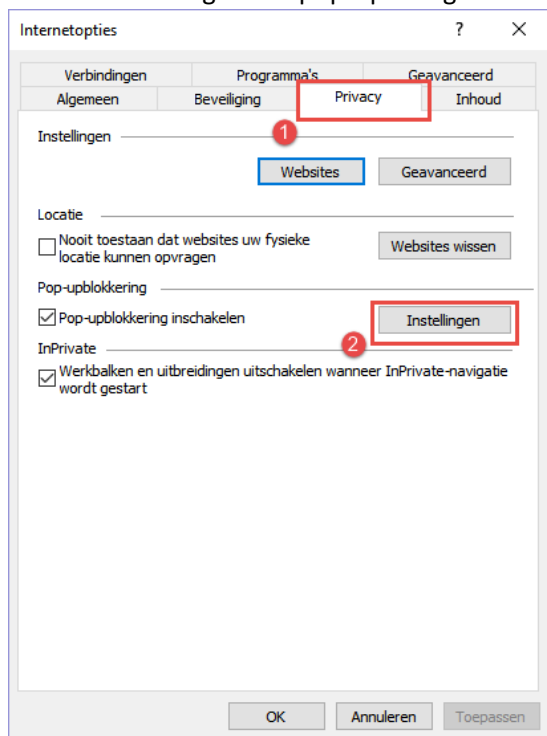 Internetopties ? ×
Verbindingen Programma's Geavanceerd
Algemeen Beveiliging Privacy Inhoud
Instellingen 1
Websites Geavanceerd
Locatie
Nooit toestaan dat websites uw fysieke
locatie kunnen opvragen
Websites wissen
Pop-upblokkering
Pop-upblokkering inschakelen Instellingen
2
InPrivate
Werkbalken en uitbreidingen uitschakelen wanneer InPrivate-navigatie
wordt gestart
OK Annuleren Toepassen